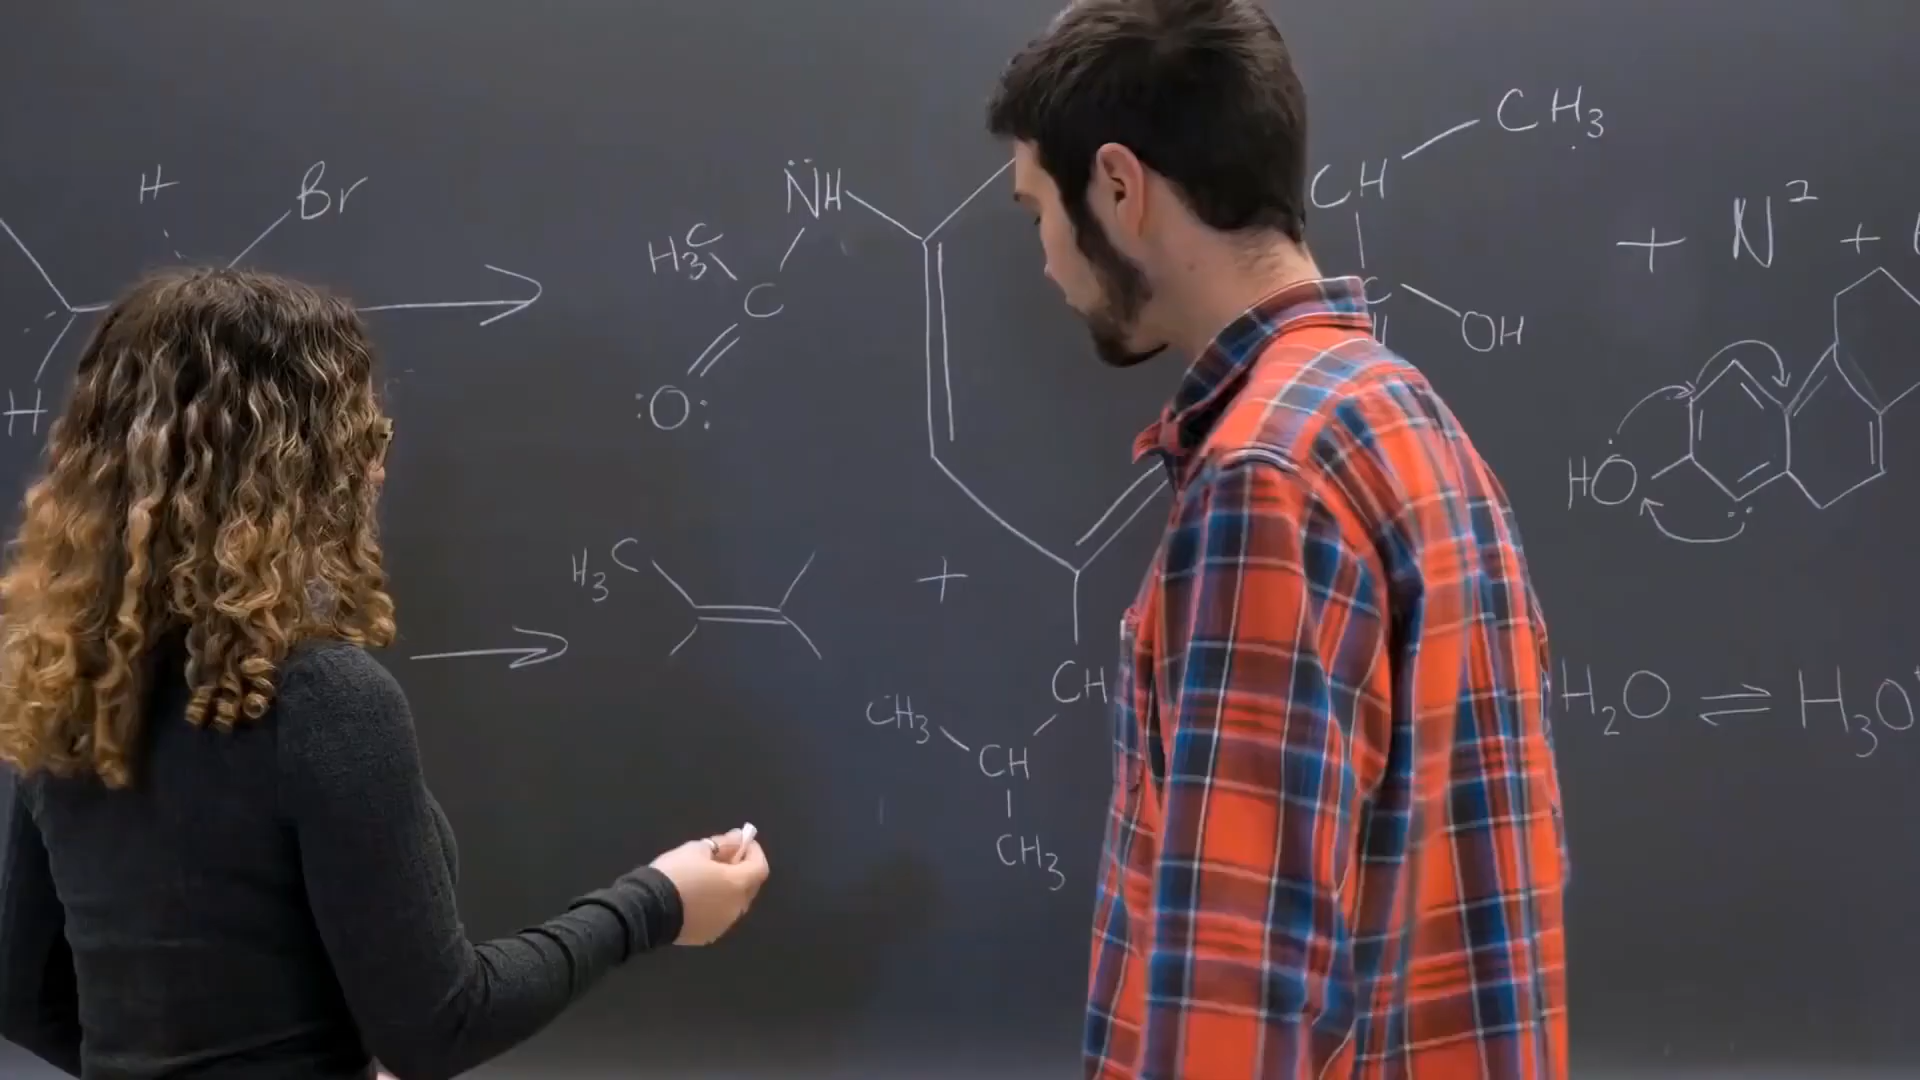 H
Br
H
N̈H
H₃C
C
:O:
CH₃
CH
C
OH
+ N² +
HO
H₃C
+
CH
CH₃
CH
CH₃
H₂O ⇌ H₃O⁺